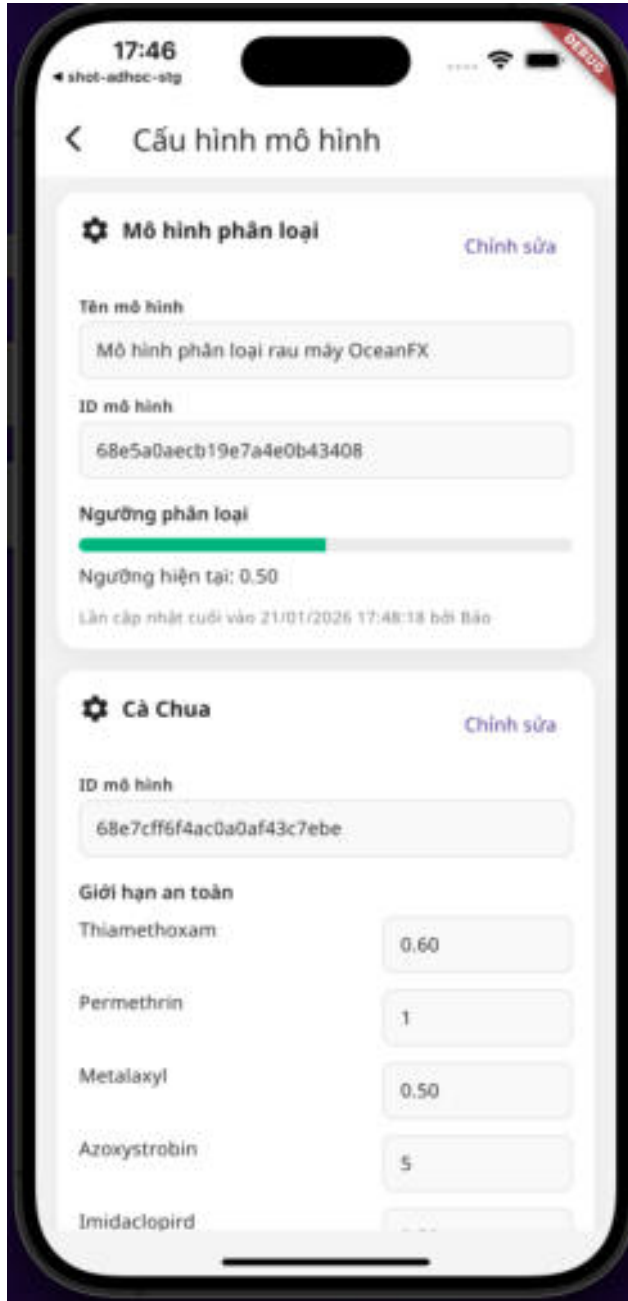 17:46
◀ shot-adhoc-stg
DEBUG
Cấu hình mô hình
Mô hình phân loại
Chỉnh sửa
Tên mô hình
Mô hình phân loại rau máy OceanFX
ID mô hình
68e5a0aecb19e7a4e0b43408
Ngưỡng phân loại
Ngưỡng hiện tại: 0.50
Lần cập nhật cuối vào 21/01/2026 17:48:18 bởi Bảo
Cà Chua
Chỉnh sửa
ID mô hình
68e7cff6f4ac0a0af43c7ebe
Giới hạn an toàn
Thiamethoxam
0.60
Permethrin
1
Metalaxyl
0.50
Azoxystrobin
5
Imidaclopird